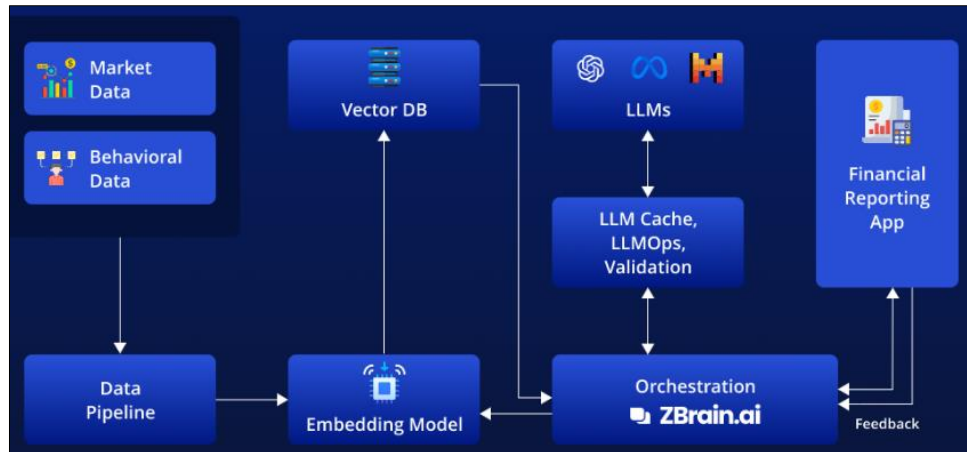 Market
Data
Behavioral
Data
Vector DB
LLMs
Financial
Reporting
App
LLM Cache,
LLMOps,
Validation
Data
Pipeline
Embedding Model
Orchestration
ZBrain.ai
Feedback